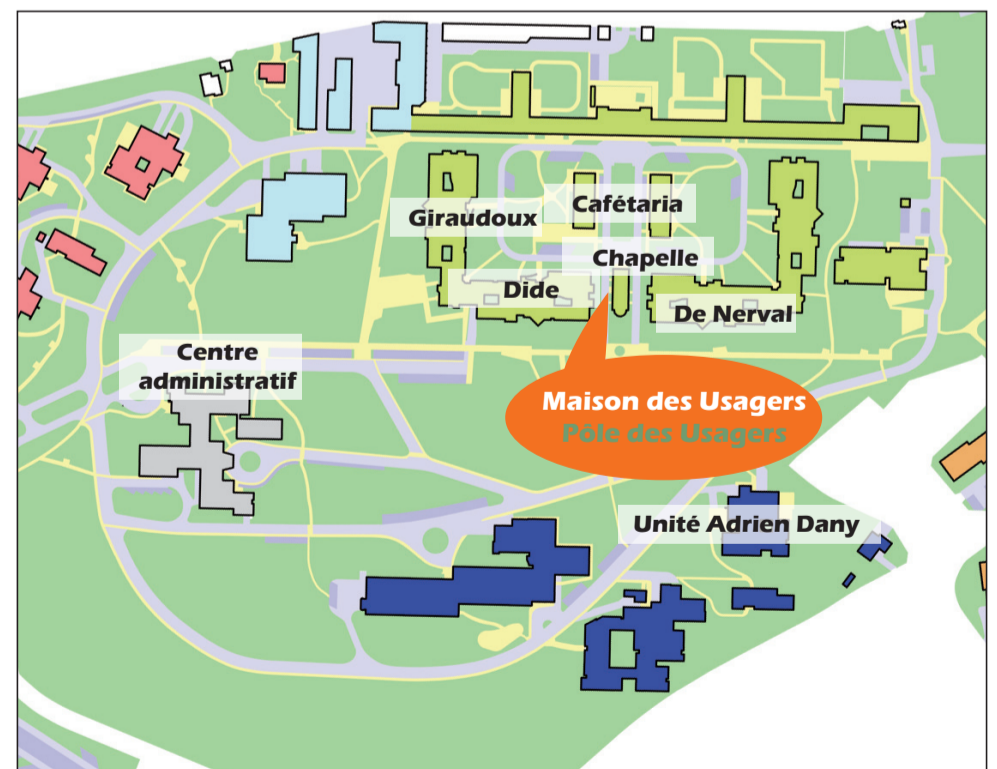 Giraudoux
Cafétaria
Chapelle
Dide
De Nerval
Centre
administratif
Maison des Usagers
Pôle des Usagers
Unité Adrien Dany